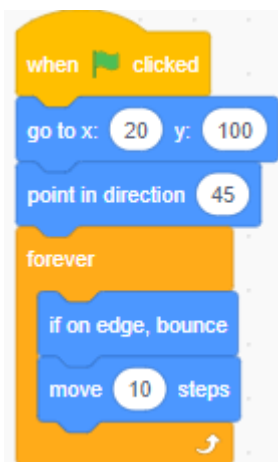 when clicked
go to x: 20 y: 100
point in direction 45
forever
if on edge, bounce
move 10 steps